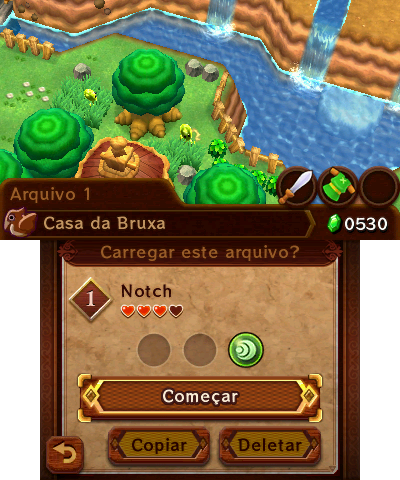 Arquivo 1
Casa da Bruxa
0530
Carregar este arquivo?
1
Notch
Começar
Copiar
Deletar